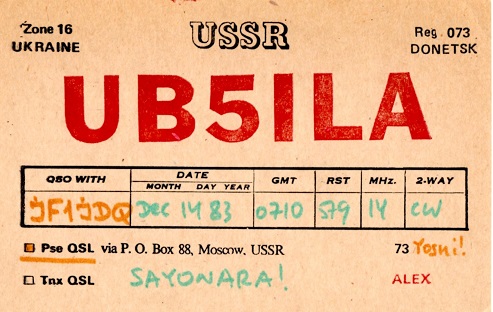 Zone 16 USSR Reg. 073
UKRAINE DONETSK
UB5ILA
QSO WITH DATE GMT RST MHz. 2-WAY
MONTH DAY YEAR
JF1JDQ Dec 14 83 0710 579 14 CW
Pse QSL via P. O. Box 88, Moscow, USSR 73 Yoshi!
Tnx QSL SAYONARA! ALEX